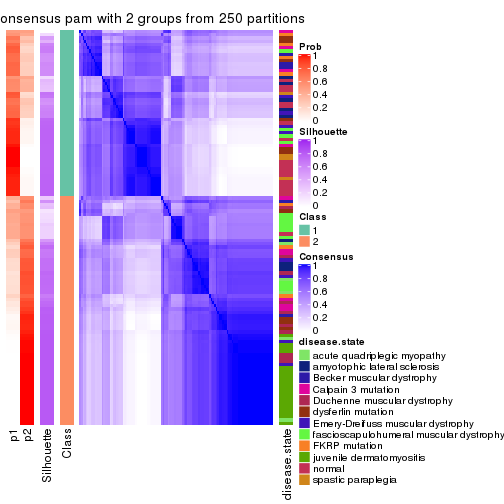 onsensus pam with 2 groups from 250 partitions
Prob
1
0.8
0.6
0.4
0.2
0
Silhouette
1
0.8
0.6
0.4
0.2
0
Class
1
2
Consensus
1
0.8
0.6
0.4
0.2
0
disease.state
acute quadriplegic myopathy
amyotophic lateral sclerosis
Becker muscular dystrophy
Calpain 3 mutation
Duchenne muscular dystrophy
dysferlin mutation
Emery-Dreifuss muscular dystrophy
fascioscapulohumeral muscular dystrophy
FKRP mutation
juvenile dermatomyositis
normal
spastic paraplegia
p1
p2
Silhouette
Class
disease.state